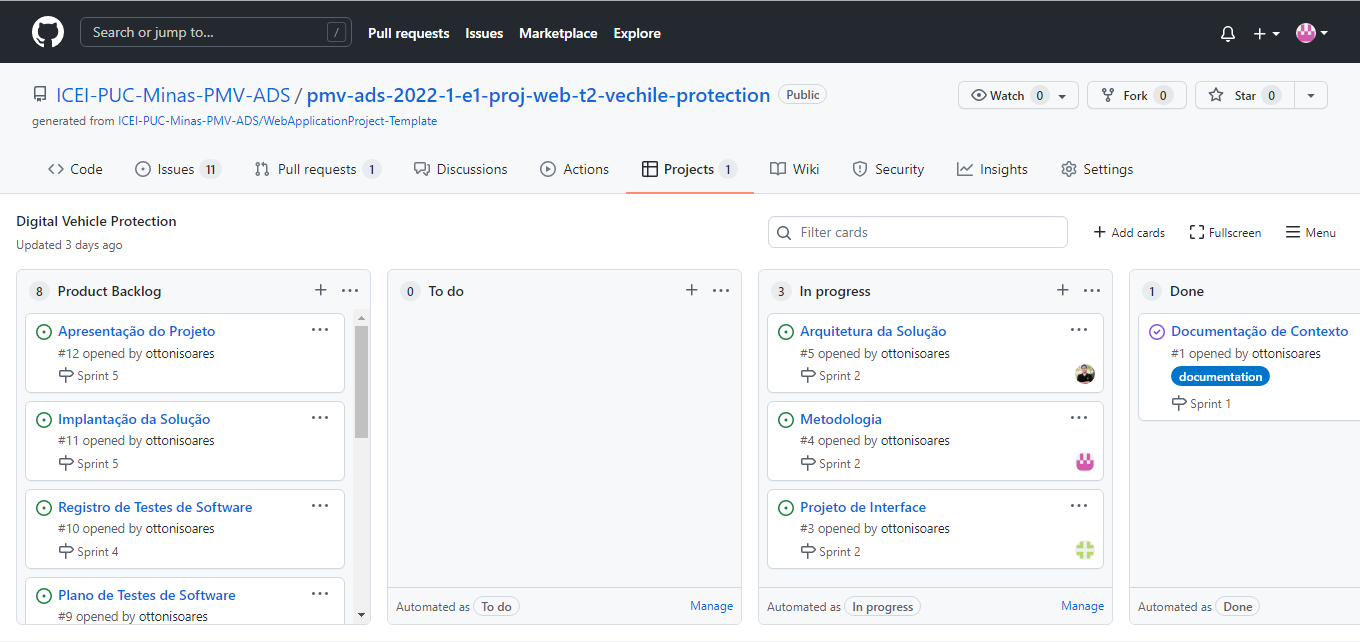 Search or jump to... /
Pull requests Issues Marketplace Explore
ICEI-PUC-Minas-PMV-ADS / pmv-ads-2022-1-e1-proj-web-t2-vechile-protection Public
Watch 0 Fork 0 Star 0
generated from ICEI-PUC-Minas-PMV-ADS/WebApplicationProject-Template
Code Issues 11 Pull requests 1 Discussions Actions Projects 1 Wiki Security Insights Settings
Digital Vehicle Protection
Updated 3 days ago
Filter cards
Add cards Fullscreen Menu
8 Product Backlog
Apresentação do Projeto
#12 opened by ottonisoares
Sprint 5
Implantação da Solução
#11 opened by ottonisoares
Sprint 5
Registro de Testes de Software
#10 opened by ottonisoares
Sprint 4
Plano de Testes de Software
#9 opened by ottonisoares
0 To do
Automated as To do Manage
3 In progress
Arquitetura da Solução
#5 opened by ottonisoares
Sprint 2
Metodologia
#4 opened by ottonisoares
Sprint 2
Projeto de Interface
#3 opened by ottonisoares
Sprint 2
Automated as In progress Manage
1 Done
Documentação de Contexto
#1 opened by ottonisoares
documentation
Sprint 1
Automated as Done